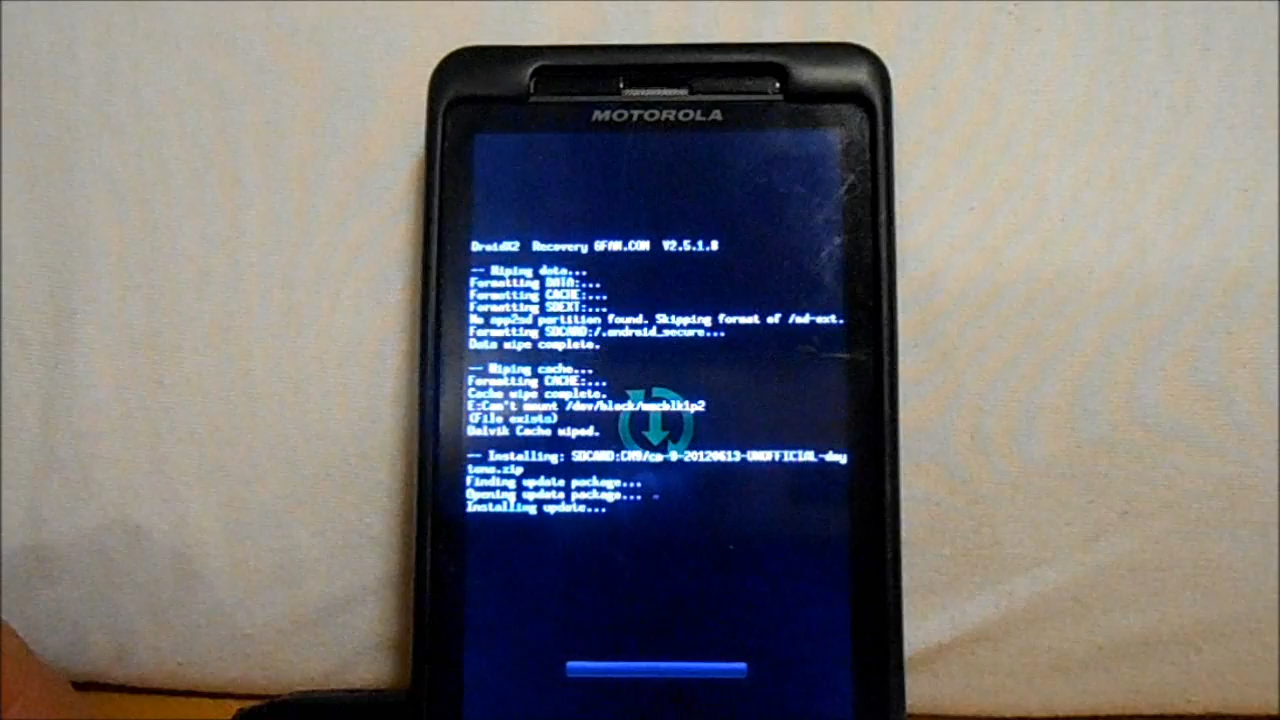 MOTOROLA
DroidX2 Recovery GFAN.COM V2.5.1.8
-- Wiping data...
Formatting DATA:...
Formatting CACHE:...
Formatting SDEXT:...
No app2sd partition found. Skipping format of /sd-ext.
Formatting SDCARD:/.android_secure...
Data wipe complete.
-- Wiping cache...
Formatting CACHE:...
Cache wipe complete.
E:Can't mount /dev/block/mmcblk1p2
(File exists)
Dalvik Cache wiped.
-- Installing: SDCARD:CM9/cm-9-20120613-UNOFFICIAL-day
tona.zip
Finding update package...
Opening update package...
Installing update...